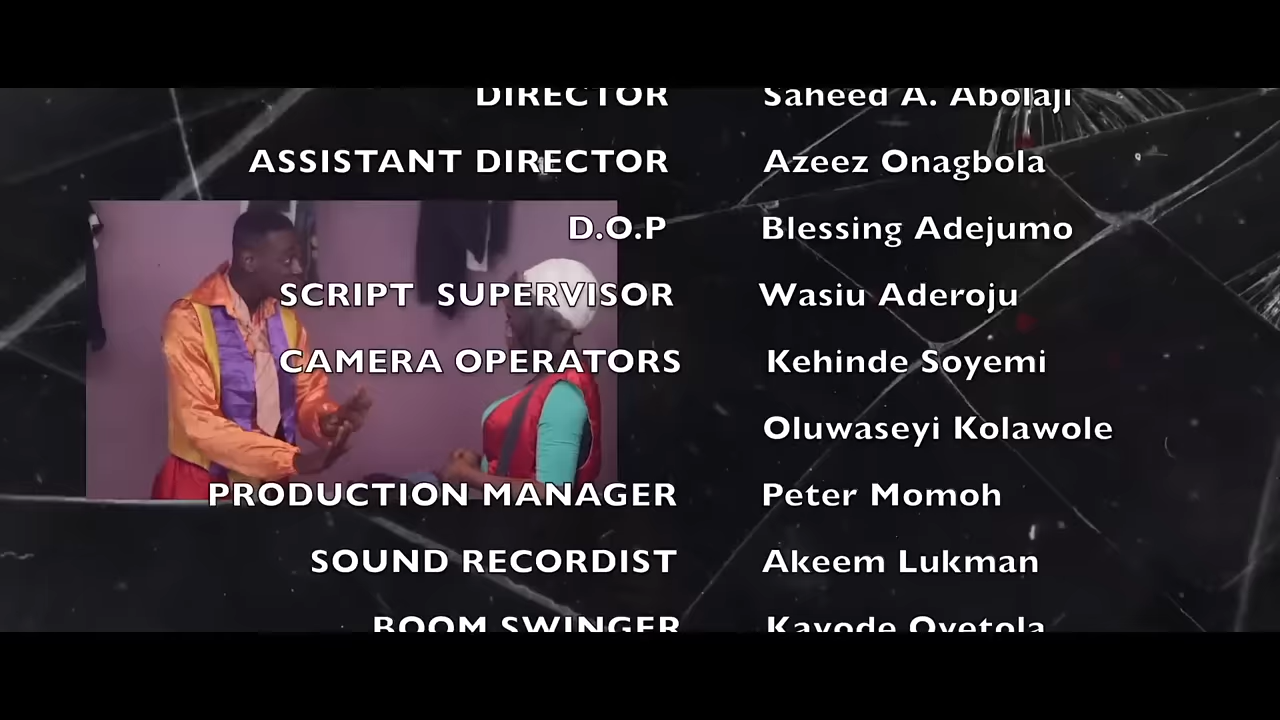 DIRECTOR Saheed A. Abolaji
ASSISTANT DIRECTOR Azeez Onagbola
D.O.P Blessing Adejumo
SCRIPT SUPERVISOR Wasiu Aderoju
CAMERA OPERATORS Kehinde Soyemi
Oluwaseyi Kolawole
PRODUCTION MANAGER Peter Momoh
SOUND RECORDIST Akeem Lukman
BOOM SWINGER Kayode Oyetola